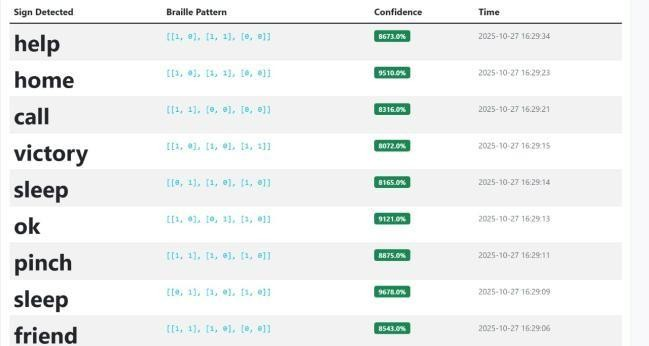 Sign Detected Braille Pattern Confidence Time
help [[1, 0], [1, 1], [0, 0]] 8673.0% 2025-10-27 16:29:34
home [[1, 0], [1, 1], [0, 0]] 9510.0% 2025-10-27 16:29:23
call [[1, 1], [0, 0], [0, 0]] 8316.0% 2025-10-27 16:29:21
victory [[1, 0], [1, 0], [1, 1]] 8072.0% 2025-10-27 16:29:15
sleep [[0, 1], [1, 0], [1, 0]] 8165.0% 2025-10-27 16:29:14
ok [[1, 0], [0, 1], [1, 0]] 9121.0% 2025-10-27 16:29:13
pinch [[1, 1], [1, 0], [1, 0]] 8875.0% 2025-10-27 16:29:11
sleep [[0, 1], [1, 0], [1, 0]] 9678.0% 2025-10-27 16:29:09
friend [[1, 1], [1, 0], [0, 0]] 8543.0% 2025-10-27 16:29:06